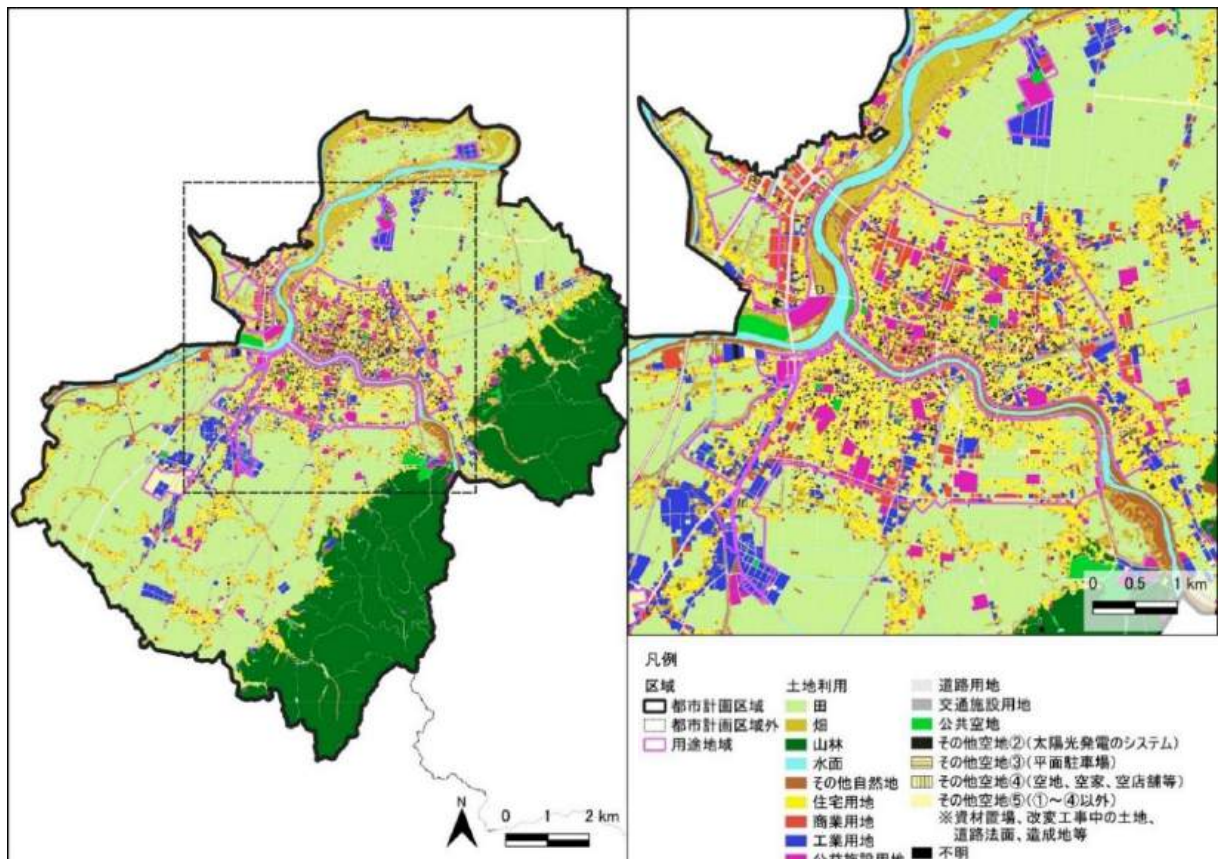 0 0.5 1 km
凡例
区域
都市計画区域
都市計画区域外
用途地域
土地利用
田
畑
山林
水面
その他自然地
住宅用地
商業用地
工業用地
公共施設用地
道路用地
交通施設用地
公共空地
その他空地②(太陽光発電のシステム)
その他空地③(平面駐車場)
その他空地④(空地、空家、空店舗等)
その他空地⑤(①~④以外)
※資材置場、改変工事中の土地、
道路法面、造成地等
不明
N
0 1 2 km